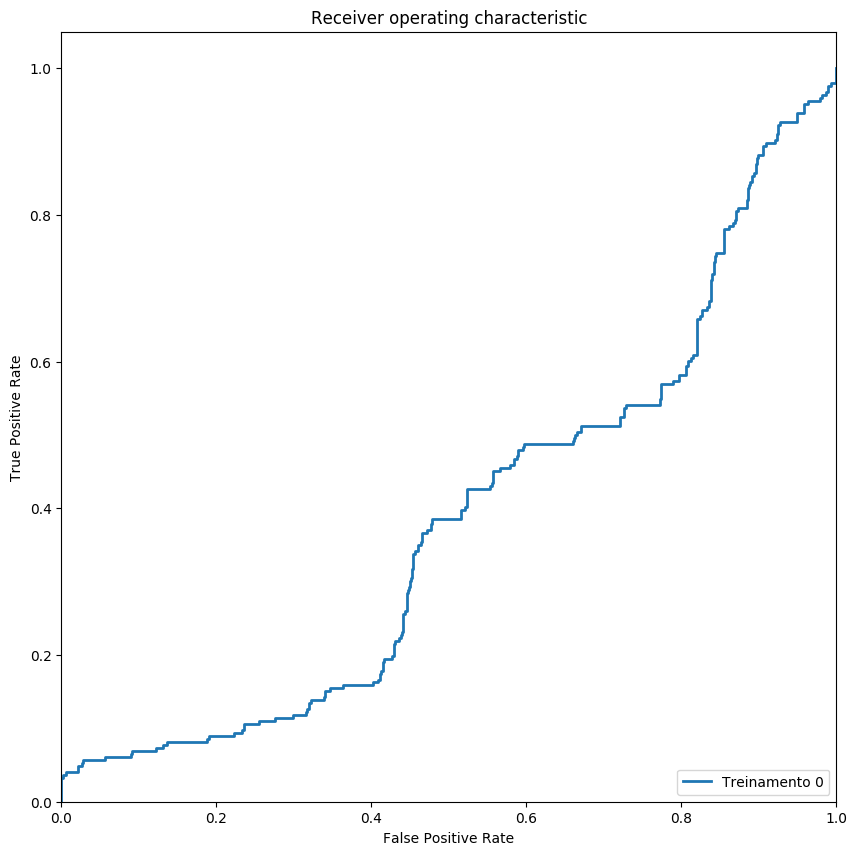 Receiver operating characteristic
True Positive Rate
1.0
0.8
0.6
0.4
0.2
0.0
0.0 0.2 0.4 0.6 0.8 1.0
False Positive Rate
Treinamento 0